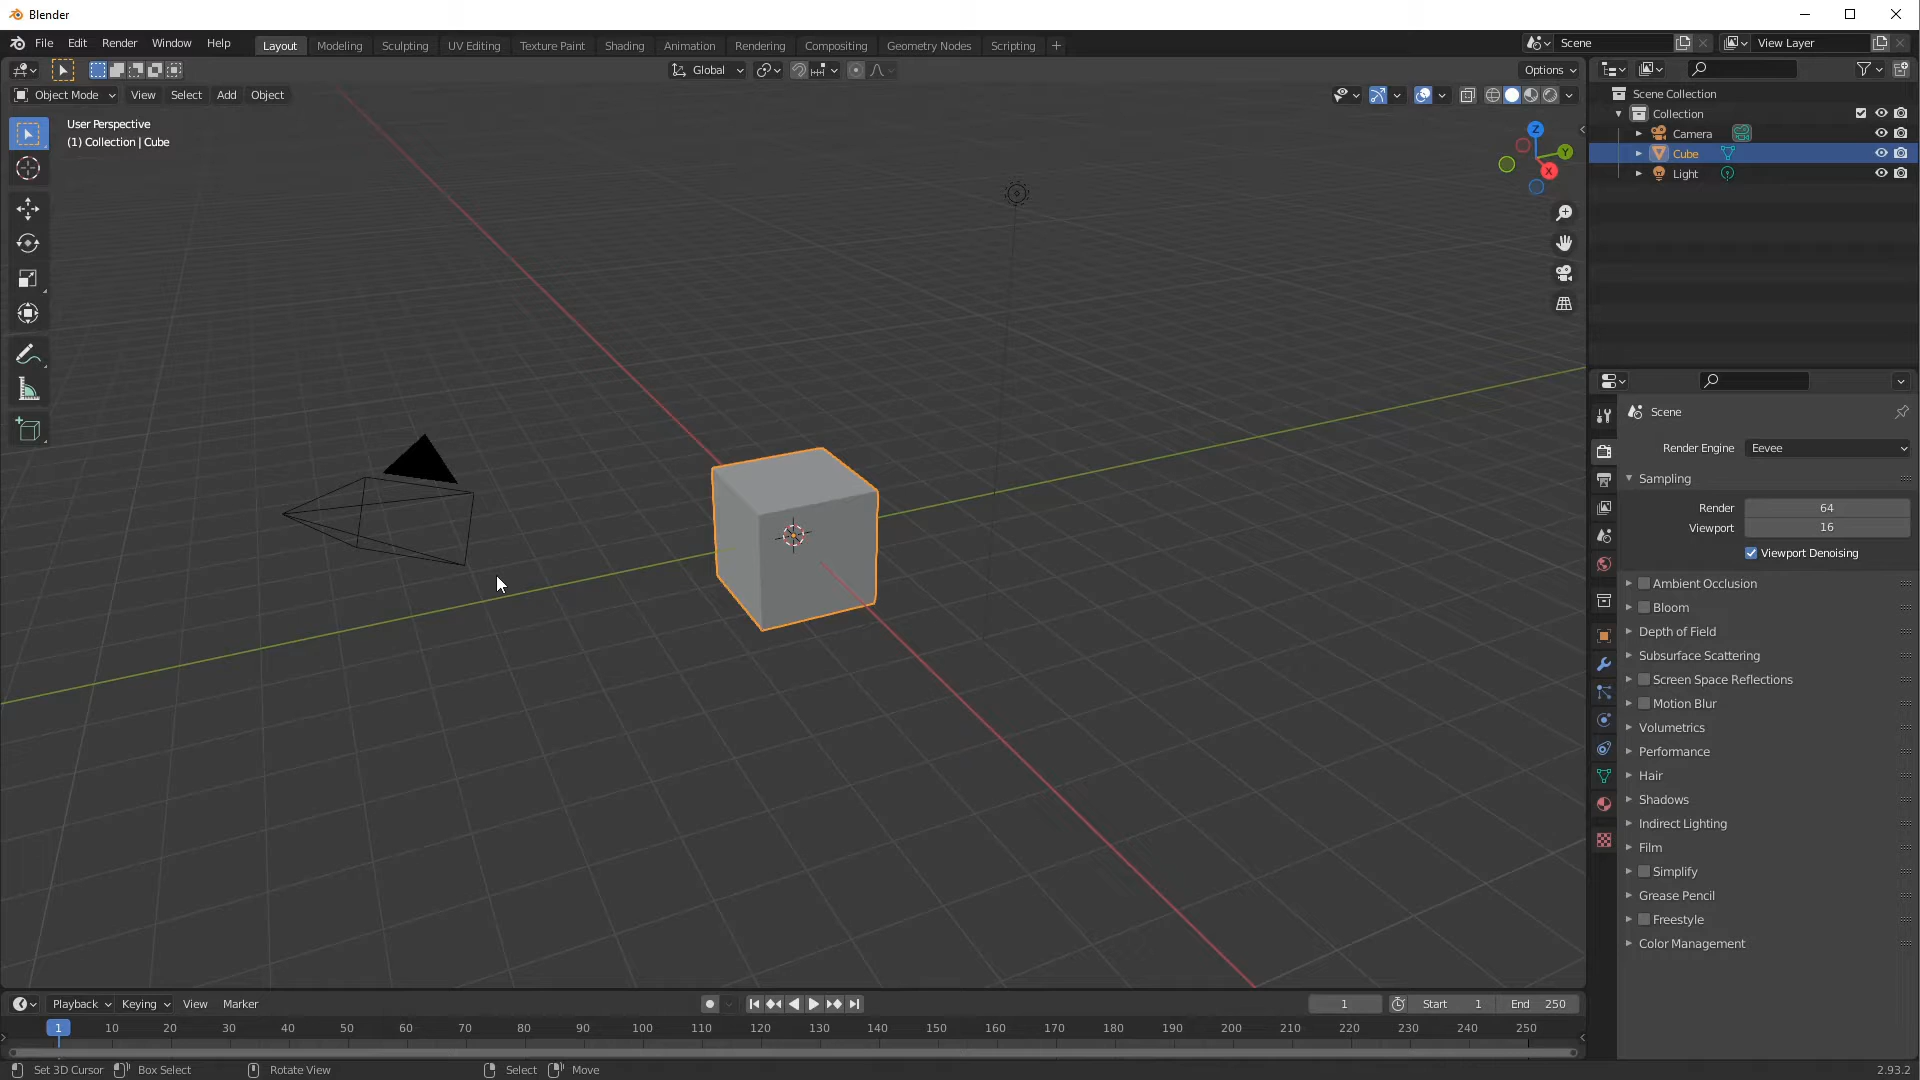 Blender
File Edit Render Window Help Layout Modeling Sculpting UV Editing Texture Paint Shading Animation Rendering Compositing Geometry Nodes Scripting + Scene View Layer
Global Options
Object Mode View Select Add Object
User Perspective
(1) Collection | Cube
Z
Y
X
Scene Collection
Collection
Camera
Cube
Light
Scene
Render Engine Eevee
Sampling
Render 64
Viewport 16
Viewport Denoising
Ambient Occlusion
Bloom
Depth of Field
Subsurface Scattering
Screen Space Reflections
Motion Blur
Volumetrics
Performance
Hair
Shadows
Indirect Lighting
Film
Simplify
Grease Pencil
Freestyle
Color Management
Playback Keying View Marker 1 Start 1 End 250
1 10 20 30 40 50 60 70 80 90 100 110 120 130 140 150 160 170 180 190 200 210 220 230 240 250
Set 3D Cursor Box Select Rotate View Select Move 2.93.2